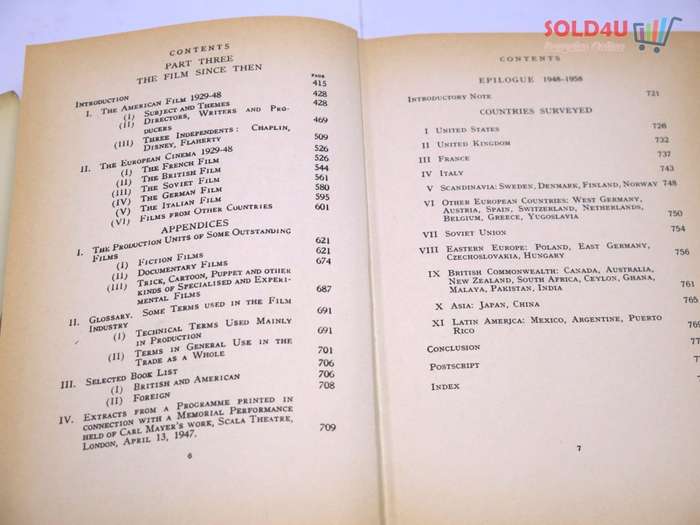 SOLD4U
Everyday Online
CONTENTS
PART THREE
THE FILM SINCE THEN
PAGE
INTRODUCTION 415
I. THE AMERICAN FILM 1929-48 428
(I) SUBJECT AND THEMES 428
(II) DIRECTORS, WRITERS AND PRO-
DUCERS 469
(III) THREE INDEPENDENTS : CHAPLIN,
DISNEY, FLAHERTY 509
II. THE EUROPEAN CINEMA 1929-48 526
(I) THE FRENCH FILM 526
(II) THE BRITISH FILM 544
(III) THE SOVIET FILM 561
(IV) THE GERMAN FILM 580
(V) THE ITALIAN FILM 595
(VI) FILMS FROM OTHER COUNTRIES 601
APPENDICES
I. THE PRODUCTION UNITS OF SOME OUTSTANDING
FILMS 621
(I) FICTION FILMS 621
(II) DOCUMENTARY FILMS 674
(III) TRICK, CARTOON, PUPPET AND OTHER
KINDS OF SPECIALISED AND EXPERI-
MENTAL FILMS 687
II. GLOSSARY. SOME TERMS USED IN THE FILM
INDUSTRY 691
(I) TECHNICAL TERMS USED MAINLY
IN PRODUCTION 691
(II) TERMS IN GENERAL USE IN THE
TRADE AS A WHOLE 701
III. SELECTED BOOK LIST 706
(I) BRITISH AND AMERICAN 706
(II) FOREIGN 708
IV. EXTRACTS FROM A PROGRAMME PRINTED IN
CONNECTION WITH A MEMORIAL PERFORMANCE
HELD OF CARL MAYER'S WORK, SCALA THEATRE,
LONDON, APRIL 13, 1947. 709
6
CONTENTS
EPILOGUE 1948-1958
INTRODUCTORY NOTE 721
COUNTRIES SURVEYED
I UNITED STATES 726
II UNITED KINGDOM 732
III FRANCE 737
IV ITALY 743
V SCANDINAVIA: SWEDEN, DENMARK, FINLAND, NORWAY 748
VI OTHER EUROPEAN COUNTRIES: WEST GERMANY,
AUSTRIA, SPAIN, SWITZERLAND, NETHERLANDS,
BELGIUM, GREECE, YUGOSLAVIA 750
VII SOVIET UNION 754
VIII EASTERN EUROPE: POLAND, EAST GERMANY,
CZECHOSLOVAKIA, HUNGARY 756
IX BRITISH COMMONWEALTH: CANADA, AUSTRALIA,
NEW ZEALAND, SOUTH AFRICA, CEYLON, GHANA,
MALAYA, PAKISTAN, INDIA 761
X ASIA: JAPAN, CHINA 765
XI LATIN AMERICA: MEXICO, ARGENTINE, PUERTO
RICO 769
CONCLUSION
POSTSCRIPT
INDEX
7